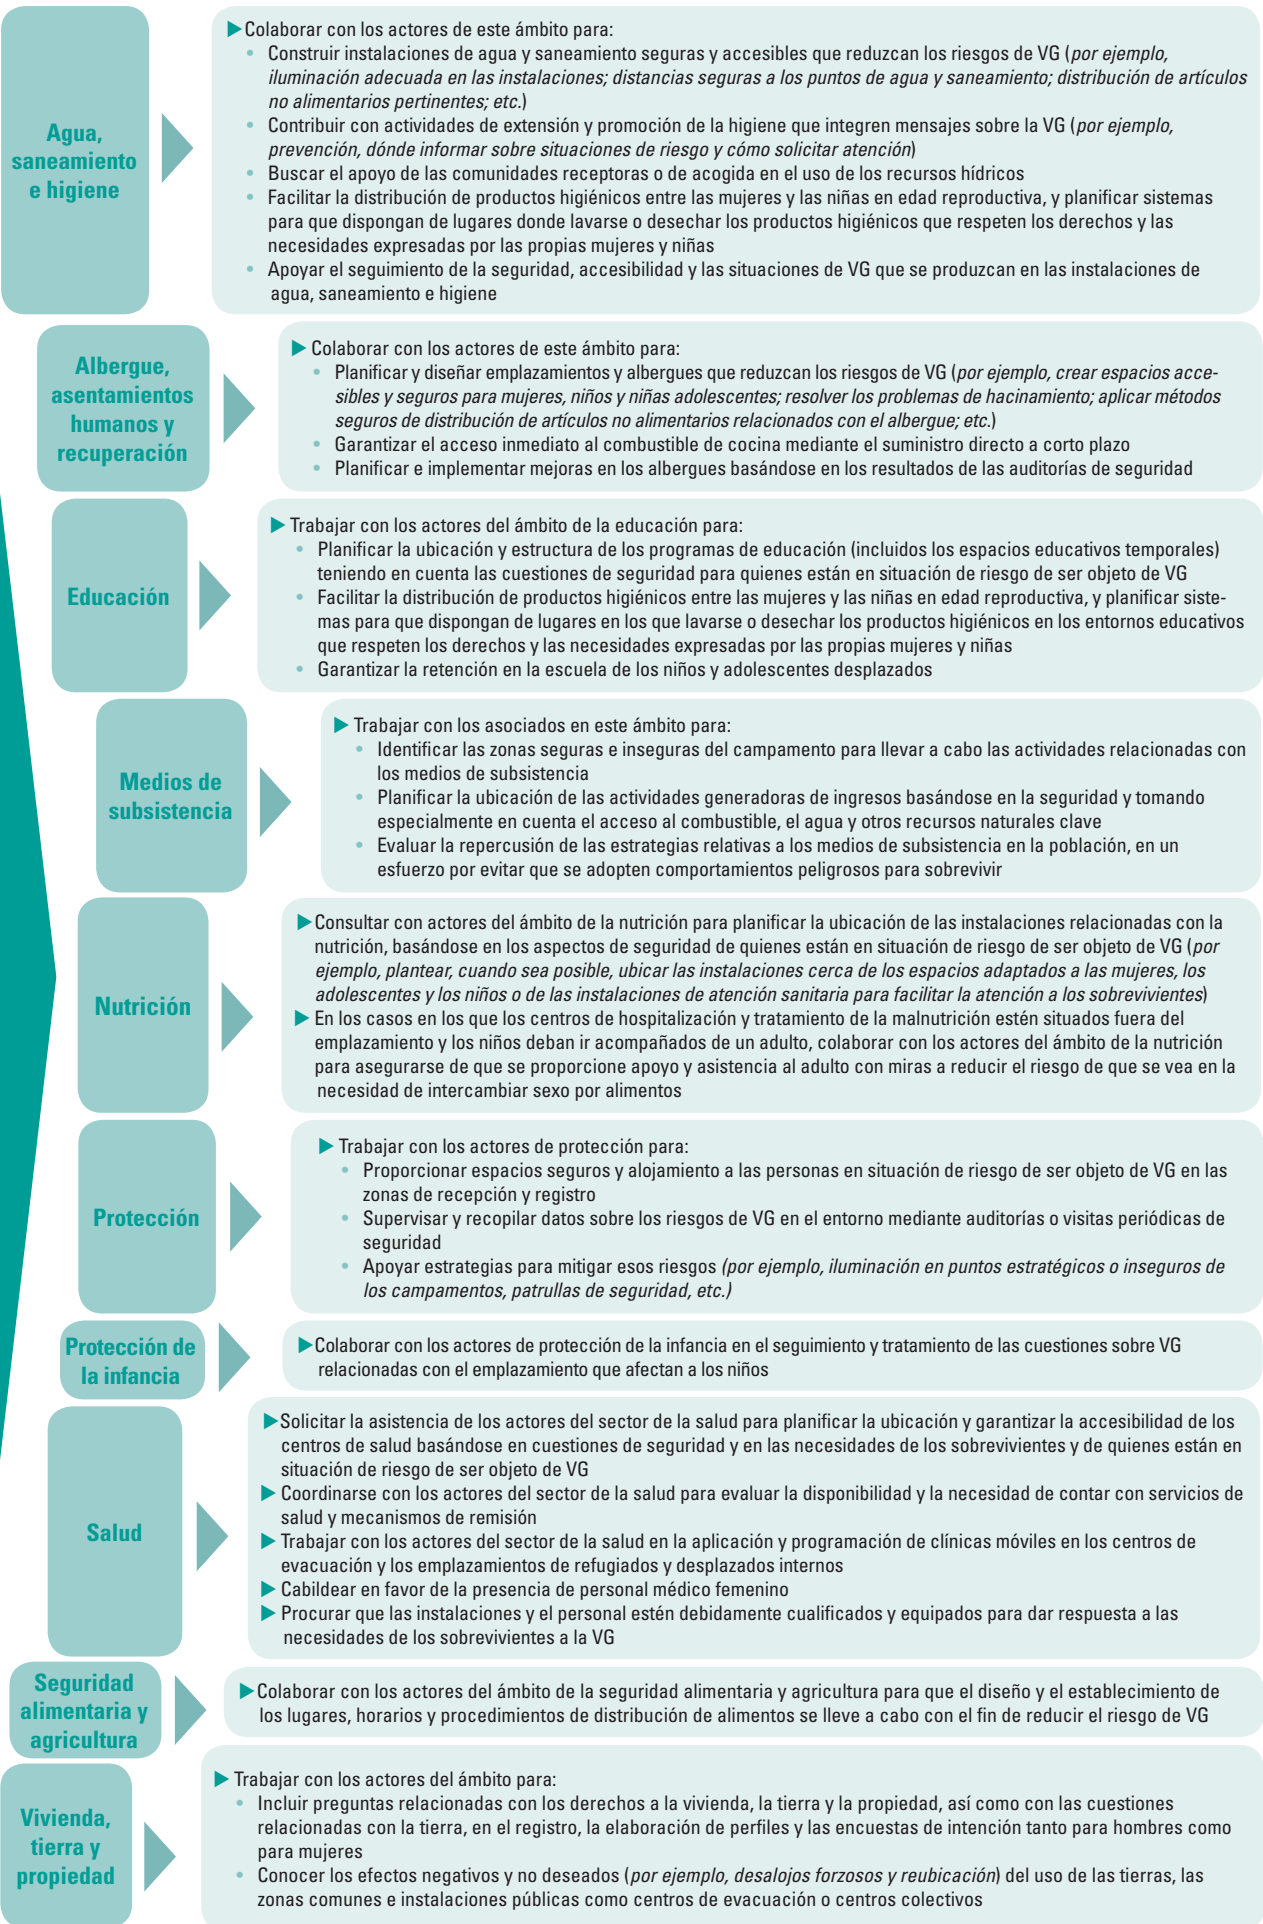 Agua,
saneamiento
e higiene
▶Colaborar con los actores de este ámbito para:
• Construir instalaciones de agua y saneamiento seguras y accesibles que reduzcan los riesgos de VG (por ejemplo,
iluminación adecuada en las instalaciones; distancias seguras a los puntos de agua y saneamiento; distribución de artículos
no alimentarios pertinentes; etc.)
• Contribuir con actividades de extensión y promoción de la higiene que integren mensajes sobre la VG (por ejemplo,
prevención, dónde informar sobre situaciones de riesgo y cómo solicitar atención)
• Buscar el apoyo de las comunidades receptoras o de acogida en el uso de los recursos hídricos
• Facilitar la distribución de productos higiénicos entre las mujeres y las niñas en edad reproductiva, y planificar sistemas
para que dispongan de lugares donde lavarse o desechar los productos higiénicos que respeten los derechos y las
necesidades expresadas por las propias mujeres y niñas
• Apoyar el seguimiento de la seguridad, accesibilidad y las situaciones de VG que se produzcan en las instalaciones de
agua, saneamiento e higiene
Albergue,
asentamientos
humanos y
recuperación
▶ Colaborar con los actores de este ámbito para:
• Planificar y diseñar emplazamientos y albergues que reduzcan los riesgos de VG (por ejemplo, crear espacios acce-
sibles y seguros para mujeres, niños y niñas adolescentes; resolver los problemas de hacinamiento; aplicar métodos
seguros de distribución de artículos no alimentarios relacionados con el albergue; etc.)
• Garantizar el acceso inmediato al combustible de cocina mediante el suministro directo a corto plazo
• Planificar e implementar mejoras en los albergues basándose en los resultados de las auditorías de seguridad
Educación
▶ Trabajar con los actores del ámbito de la educación para:
• Planificar la ubicación y estructura de los programas de educación (incluidos los espacios educativos temporales)
teniendo en cuenta las cuestiones de seguridad para quienes están en situación de riesgo de ser objeto de VG
• Facilitar la distribución de productos higiénicos entre las mujeres y las niñas en edad reproductiva, y planificar siste-
mas para que dispongan de lugares en los que lavarse o desechar los productos higiénicos en los entornos educativos
que respeten los derechos y las necesidades expresadas por las propias mujeres y niñas
• Garantizar la retención en la escuela de los niños y adolescentes desplazados
Medios de
subsistencia
▶ Trabajar con los asociados en este ámbito para:
• Identificar las zonas seguras e inseguras del campamento para llevar a cabo las actividades relacionadas con
los medios de subsistencia
• Planificar la ubicación de las actividades generadoras de ingresos basándose en la seguridad y tomando
especialmente en cuenta el acceso al combustible, el agua y otros recursos naturales clave
• Evaluar la repercusión de las estrategias relativas a los medios de subsistencia en la población, en un
esfuerzo por evitar que se adopten comportamientos peligrosos para sobrevivir
Nutrición
▶Consultar con actores del ámbito de la nutrición para planificar la ubicación de las instalaciones relacionadas con la
nutrición, basándose en los aspectos de seguridad de quienes están en situación de riesgo de ser objeto de VG (por
ejemplo, plantear, cuando sea posible, ubicar las instalaciones cerca de los espacios adaptados a las mujeres, los
adolescentes y los niños o de las instalaciones de atención sanitaria para facilitar la atención a los sobrevivientes)
▶ En los casos en los que los centros de hospitalización y tratamiento de la malnutrición estén situados fuera del
emplazamiento y los niños deban ir acompañados de un adulto, colaborar con los actores del ámbito de la nutrición
para asegurarse de que se proporcione apoyo y asistencia al adulto con miras a reducir el riesgo de que se vea en la
necesidad de intercambiar sexo por alimentos
Protección
▶ Trabajar con los actores de protección para:
• Proporcionar espacios seguros y alojamiento a las personas en situación de riesgo de ser objeto de VG en las
zonas de recepción y registro
• Supervisar y recopilar datos sobre los riesgos de VG en el entorno mediante auditorías o visitas periódicas de
seguridad
• Apoyar estrategias para mitigar esos riesgos (por ejemplo, iluminación en puntos estratégicos o inseguros de
los campamentos, patrullas de seguridad, etc.)
Protección de
la infancia
▶Colaborar con los actores de protección de la infancia en el seguimiento y tratamiento de las cuestiones sobre VG
relacionadas con el emplazamiento que afectan a los niños
Salud
▶Solicitar la asistencia de los actores del sector de la salud para planificar la ubicación y garantizar la accesibilidad de los
centros de salud basándose en cuestiones de seguridad y en las necesidades de los sobrevivientes y de quienes están en
situación de riesgo de ser objeto de VG
▶ Coordinarse con los actores del sector de la salud para evaluar la disponibilidad y la necesidad de contar con servicios de
salud y mecanismos de remisión
▶ Trabajar con los actores del sector de la salud en la aplicación y programación de clínicas móviles en los centros de
evacuación y los emplazamientos de refugiados y desplazados internos
▶ Cabildear en favor de la presencia de personal médico femenino
▶ Procurar que las instalaciones y el personal estén debidamente cualificados y equipados para dar respuesta a las
necesidades de los sobrevivientes a la VG
Seguridad
alimentaria y
agricultura
▶Colaborar con los actores del ámbito de la seguridad alimentaria y agricultura para que el diseño y el establecimiento de
los lugares, horarios y procedimientos de distribución de alimentos se lleve a cabo con el fin de reducir el riesgo de VG
Vivienda,
tierra y
propiedad
▶ Trabajar con los actores del ámbito para:
• Incluir preguntas relacionadas con los derechos a la vivienda, la tierra y la propiedad, así como con las cuestiones
relacionadas con la tierra, en el registro, la elaboración de perfiles y las encuestas de intención tanto para hombres como
para mujeres
• Conocer los efectos negativos y no deseados (por ejemplo, desalojos forzosos y reubicación) del uso de las tierras, las
zonas comunes e instalaciones públicas como centros de evacuación o centros colectivos